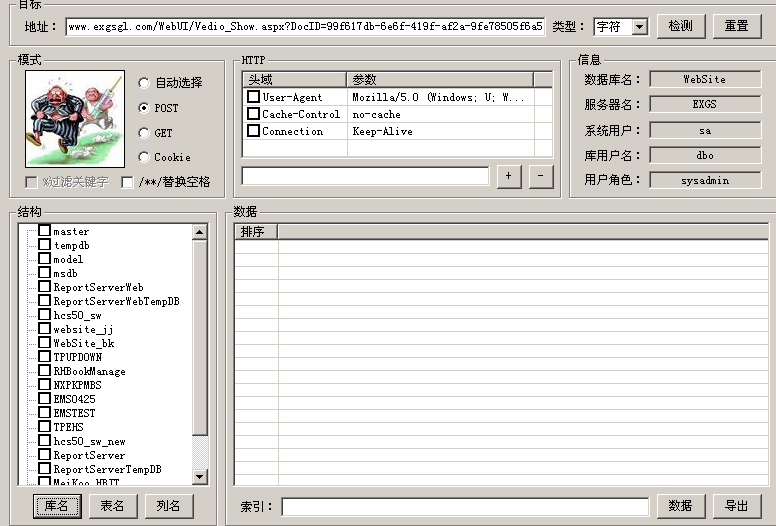 目标
地址： www.exgsgl.com/WebUI/Vedio_Show.aspx?DocID=99f617db-6e6f-419f-af2a-9fe78505f6a5 类型： 字符 检测 重置
模式
自动选择
POST
GET
Cookie
%过滤关键字 /**/替换空格
HTTP
头域 参数
User-Agent Mozilla/5.0 (Windows; U; W...
Cache-Control no-cache
Connection Keep-Alive
+ -
信息
数据库名： WebSite
服务器名： EXGS
系统用户： sa
库用户名： dbo
用户角色： sysadmin
结构
master
tempdb
model
msdb
ReportServerWeb
ReportServerWebTempDB
hcs50_sw
website_jj
WebSite_bk
TPUPDOWN
RHBookManage
NXPKPMBS
EMS0425
EMSTEST
TPEHS
hcs50_sw_new
ReportServer
ReportServerTempDB
库名 表名 列名
数据
排序
索引： 数据 导出